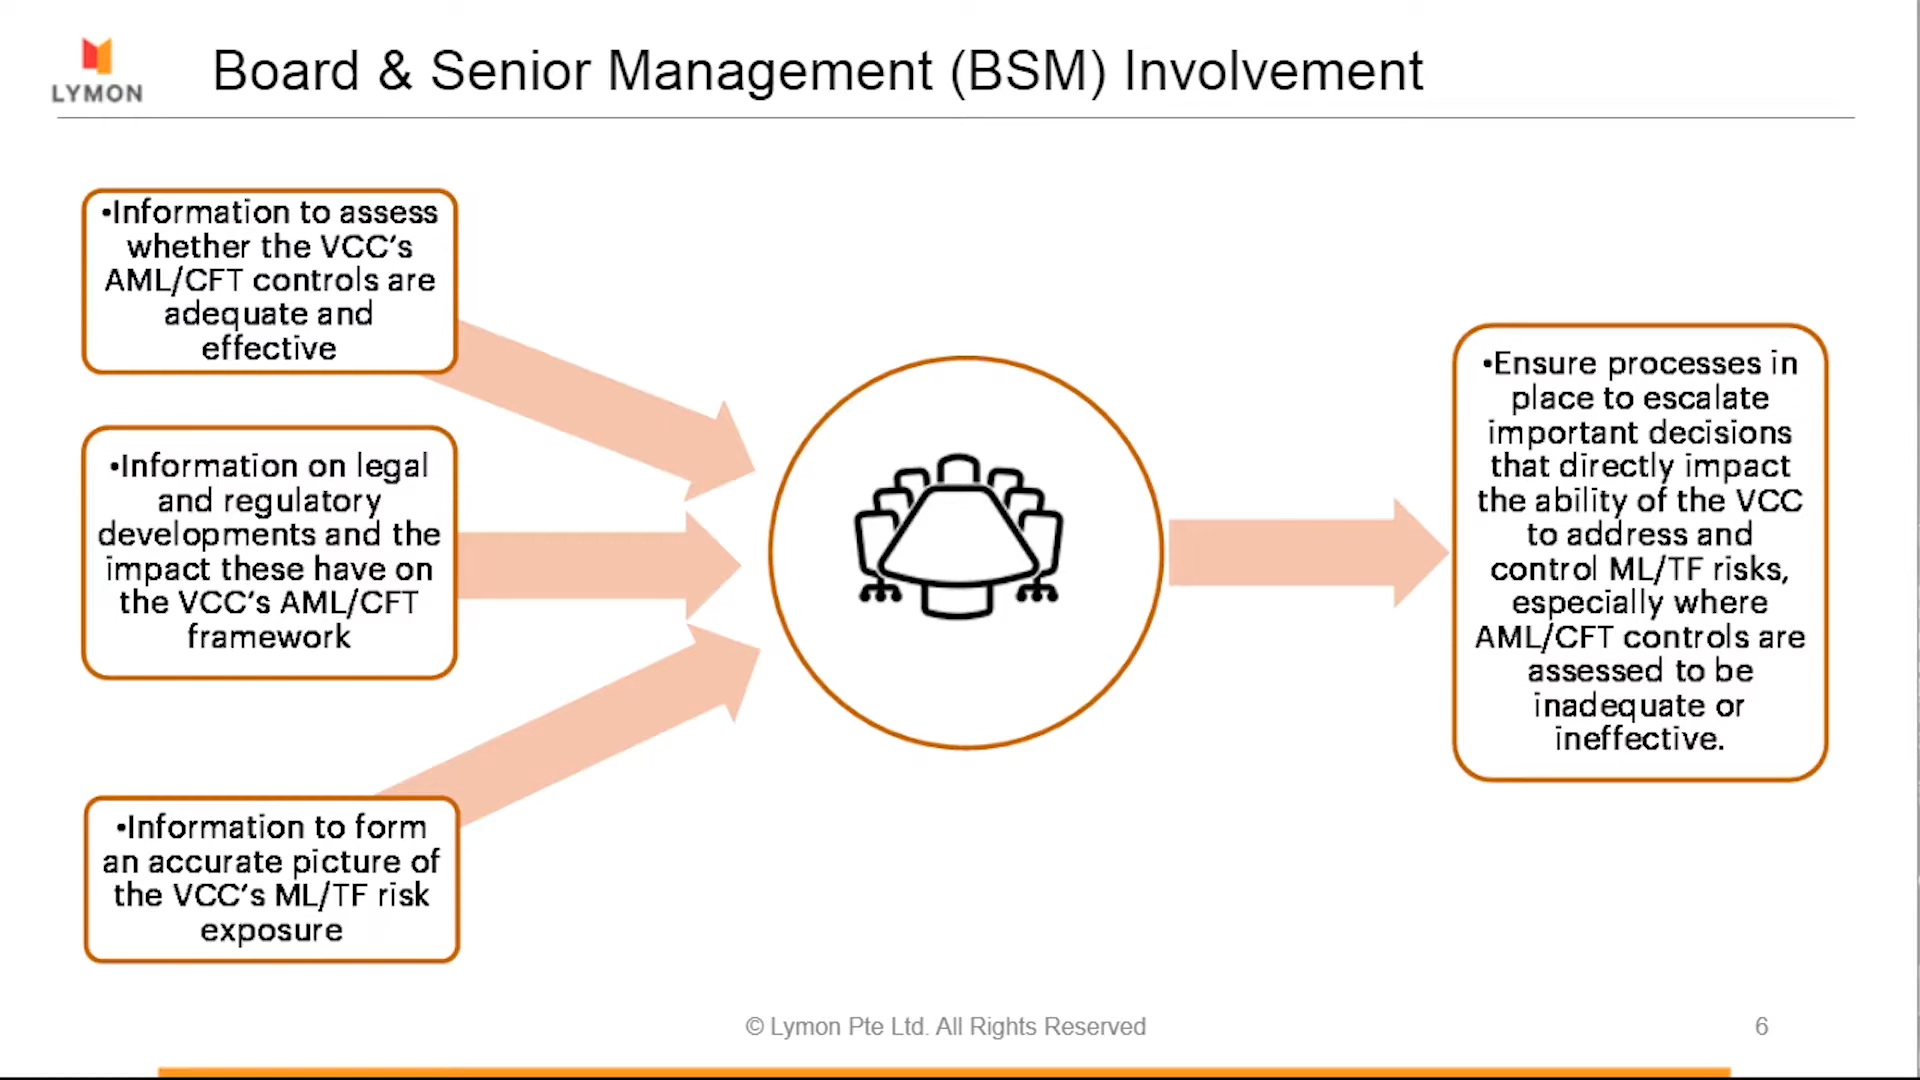 LYMON
Board & Senior Management (BSM) Involvement
•Information to assess
whether the VCC's
AML/CFT controls are
adequate and
effective
•Information on legal
and regulatory
developments and the
impact these have on
the VCC's AML/CFT
framework
•Information to form
an accurate picture of
the VCC's ML/TF risk
exposure
•Ensure processes in
place to escalate
important decisions
that directly impact
the ability of the VCC
to address and
control ML/TF risks,
especially where
AML/CFT controls are
assessed to be
inadequate or
ineffective.
© Lymon Pte Ltd. All Rights Reserved
6